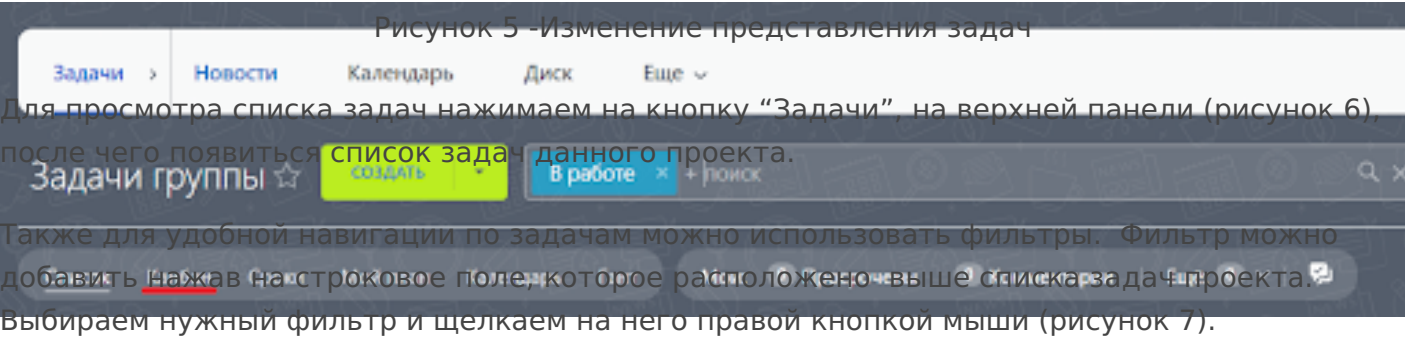 Рисунок 5 -Изменение представления задач
Задачи > Новости Календарь Диск Еще
Для просмотра списка задач нажимаем на кнопку “Задачи”, на верхней панели (рисунок 6),
после чего появиться список задач данного проекта.
Задачи группы СОЗДАТЬ В работе × + поиск
Также для удобной навигации по задачам можно использовать фильтры. Фильтр можно
добавить нажав на строковое поле, которое расположено выше списка задач проекта.
Выбираем нужный фильтр и щелкаем на него правой кнопкой мыши (рисунок 7).